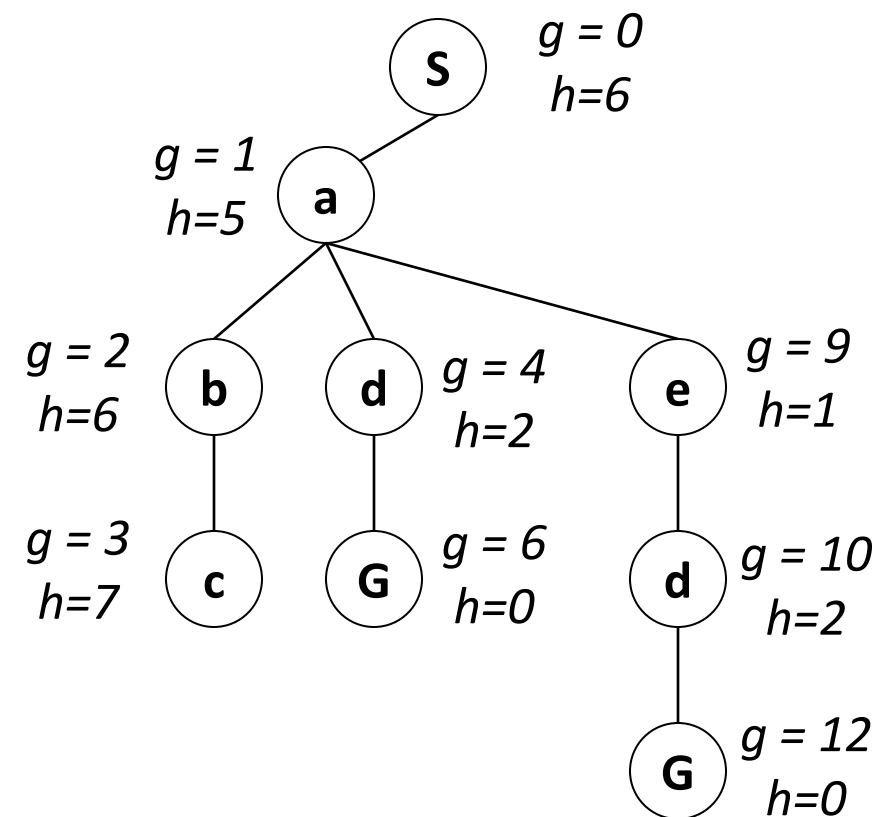 S
g = 0
h=6
g = 1
h=5
a
g = 2
h=6
b
d
g = 4
h=2
e
g = 9
h=1
g = 3
h=7
c
G
g = 6
h=0
d
g = 10
h=2
G
g = 12
h=0